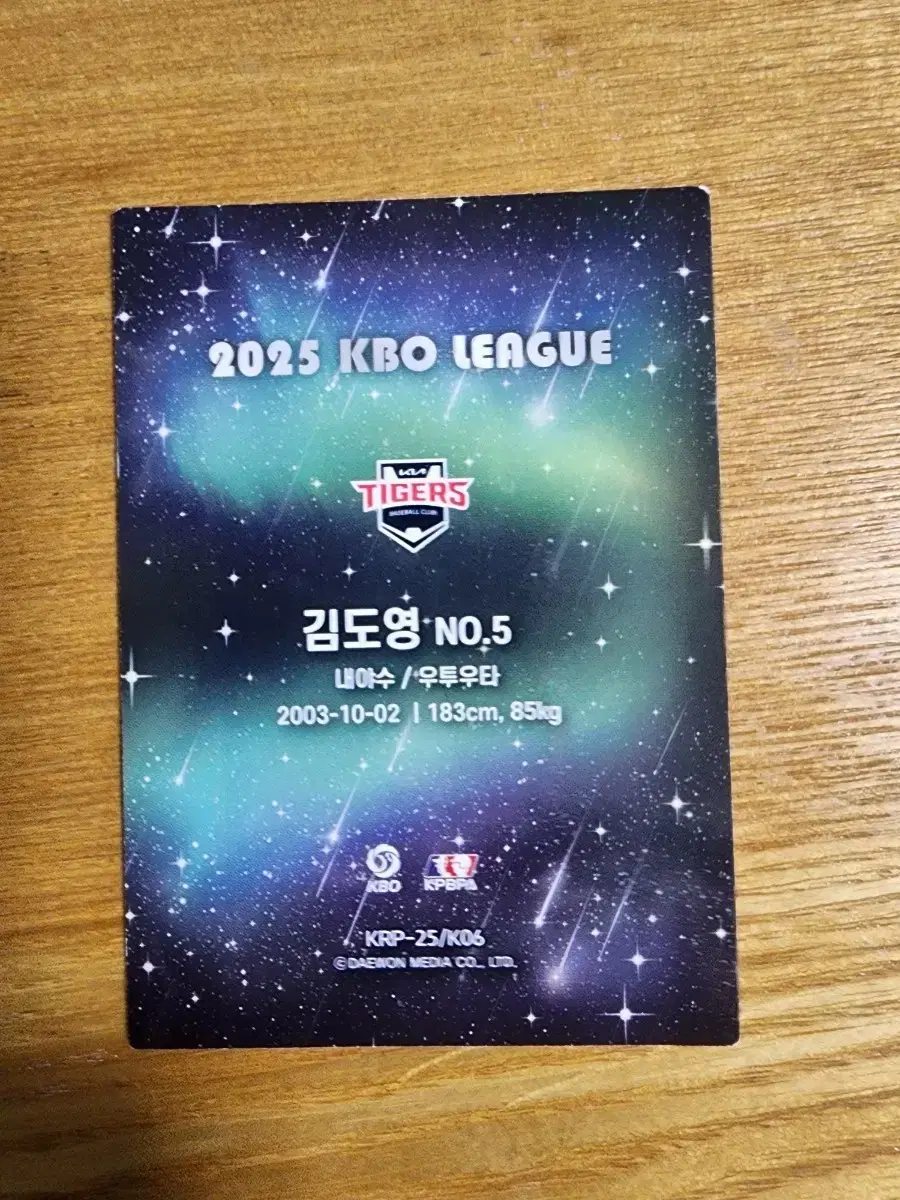 2025 KBO LEAGUE
KIA
TIGERS
BASEBALL CLUB
김도영 NO.5
내야수 / 우투우타
2003-10-02 | 183cm, 85kg
KBO KPBPA
KRP-25/K06
©DAEWON MEDIA CO., LTD.